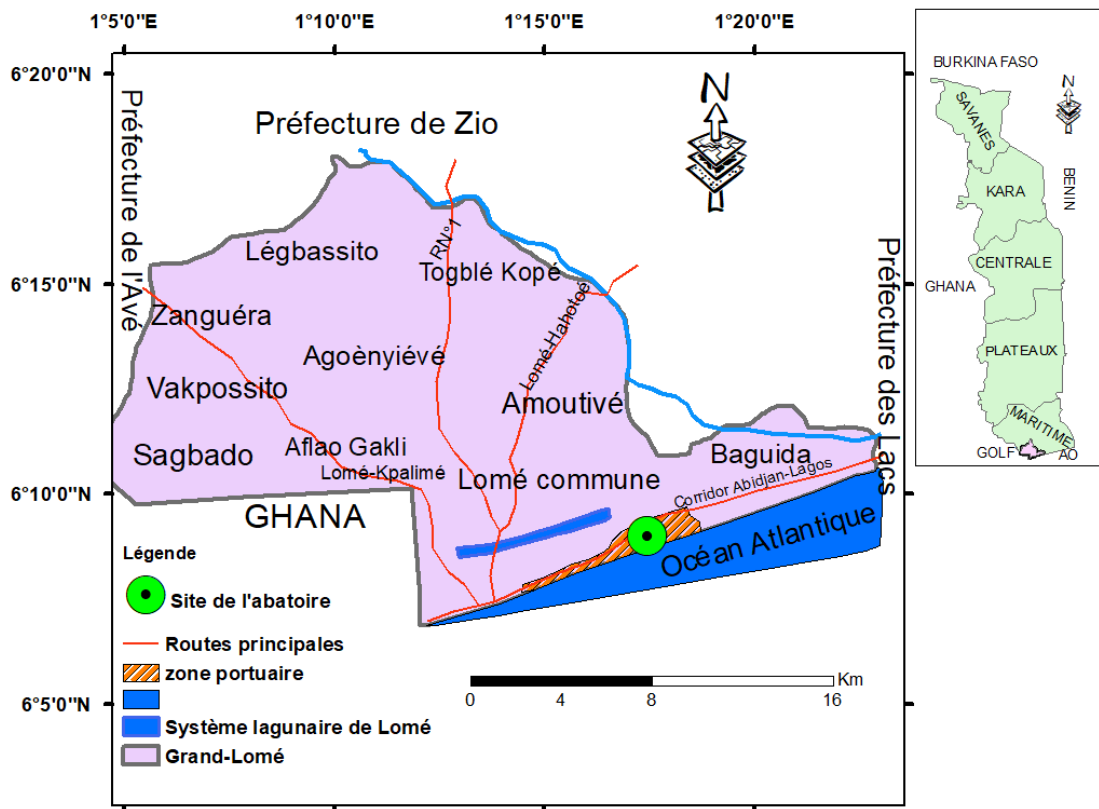 1°5'0"E
1°10'0"E
1°15'0"E
1°20'0"E
6°20'0"N
6°15'0"N
6°10'0"N
6°5'0"N
Préfecture de Zio
Préfecture de l'Avé
Préfecture des Lacs
N
Légbassito
RN°1
Togblé Kopé
Zanguéra
Lomé-Hahotoé
Agoènyiévé
Vakpossito
Amoutivé
Sagbado
Aflao Gakli
Lomé-Kpalimé
Baguida
Lomé commune
Corridor Abidjan-Lagos
GHANA
Océan Atlantique
Légende
Site de l'abatoire
Routes principales
zone portuaire
Système lagunaire de Lomé
Grand-Lomé
Km
0 4 8 16
BURKINA FASO
N
SAVANES
KARA
BENIN
CENTRALE
GHANA
PLATEAUX
MARITIME
GOLF
AO